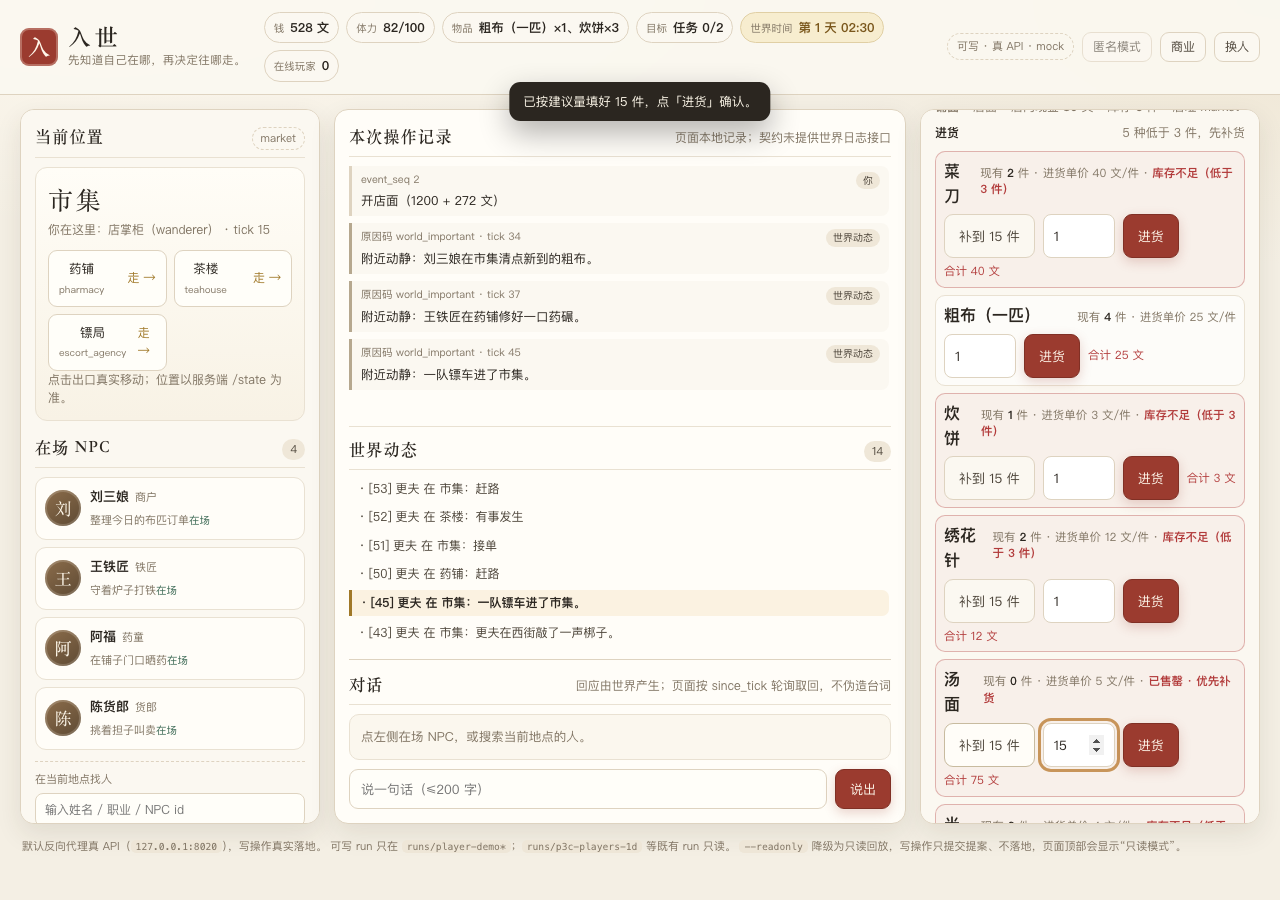 入
入世
先知道自己在哪，再决定往哪走。
钱 528 文
体力 82/100
物品 粗布（一匹）×1、炊饼×3
目标 任务 0/2
世界时间 第 1 天 02:30
在线玩家 0
可写 · 真 API · mock
匿名模式
商业
换人
已按建议量填好 15 件，点「进货」确认。
当前位置
market
市集
你在这里：店掌柜（wanderer） · tick 15
药铺
pharmacy
走 →
茶楼
teahouse
走 →
镖局
escort_agency
走 →
点击出口真实移动；位置以服务端 /state 为准。
在场 NPC
4
刘
刘三娘 商户
整理今日的布匹订单在场
王
王铁匠 铁匠
守着炉子打铁在场
阿
阿福 药童
在铺子门口晒药在场
陈
陈货郎 货郎
挑着担子叫卖在场
在当前地点找人
输入姓名 / 职业 / NPC id
本次操作记录
页面本地记录；契约未提供世界日志接口
event_seq 2
你
开店面（1200 + 272 文）
原因码 world_important · tick 34
世界动态
附近动静：刘三娘在市集清点新到的粗布。
原因码 world_important · tick 37
世界动态
附近动静：王铁匠在药铺修好一口药碾。
原因码 world_important · tick 45
世界动态
附近动静：一队镖车进了市集。
世界动态
14
· [53] 更夫 在 市集：赶路
· [52] 更夫 在 茶楼：有事发生
· [51] 更夫 在 市集：接单
· [50] 更夫 在 药铺：赶路
· [45] 更夫 在 市集：一队镖车进了市集。
· [43] 更夫 在 市集：更夫在西街敲了一声梆子。
对话
回应由世界产生；页面按 since_tick 轮询取回，不伪造台词
点左侧在场 NPC，或搜索当前地点的人。
说一句话（≤200 字）
说出
进货
5 种低于 3 件，先补货
菜刀
现有 2 件 · 进货单价 40 文/件 · 库存不足（低于 3 件）
补到 15 件
1
进货
合计 40 文
粗布（一匹）
现有 4 件 · 进货单价 25 文/件
1
进货
合计 25 文
炊饼
现有 1 件 · 进货单价 3 文/件 · 库存不足（低于 3 件）
补到 15 件
1
进货
合计 3 文
绣花针
现有 2 件 · 进货单价 12 文/件 · 库存不足（低于 3 件）
补到 15 件
1
进货
合计 12 文
汤面
现有 0 件 · 进货单价 5 文/件 · 已售罄 · 优先补货
补到 15 件
15
进货
合计 75 文
默认反向代理真 API（ 127.0.0.1:8020 ），写操作真实落地。 可写 run 只在 runs/player-demo* ； runs/p3c-players-1d 等既有 run 只读。 --readonly 降级为只读回放，写操作只提交提案、不落地，页面顶部会显示“只读模式”。